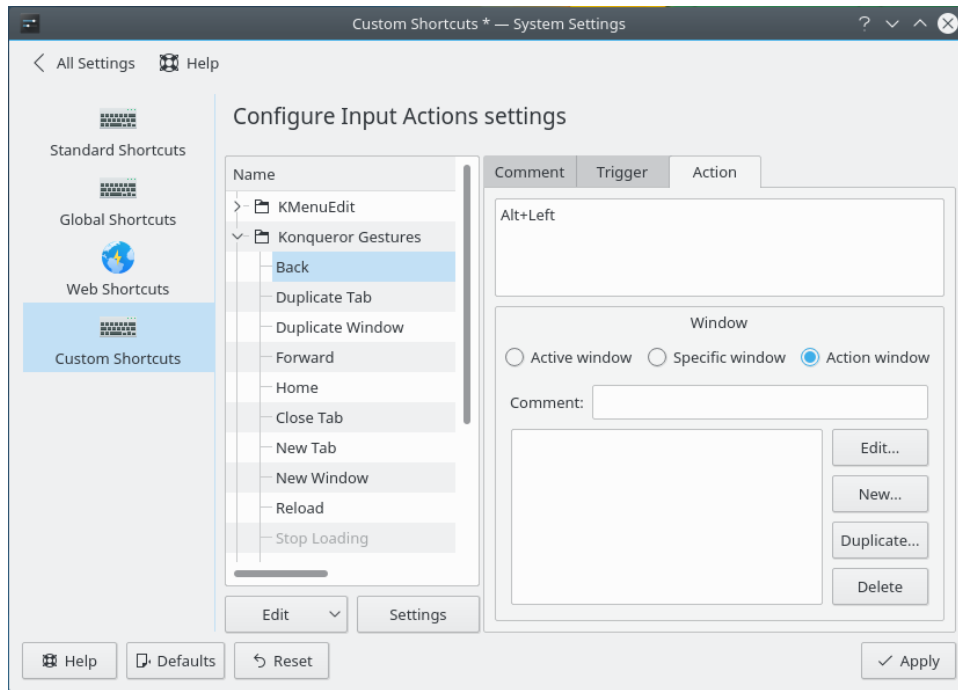 Custom Shortcuts * — System Settings
All Settings
Help
Standard Shortcuts
Global Shortcuts
Web Shortcuts
Custom Shortcuts
Configure Input Actions settings
Name
KMenuEdit
Konqueror Gestures
Back
Duplicate Tab
Duplicate Window
Forward
Home
Close Tab
New Tab
New Window
Reload
Stop Loading
Edit
Settings
Comment
Trigger
Action
Alt+Left
Window
Active window
Specific window
Action window
Comment:
Edit...
New...
Duplicate...
Delete
Help
Defaults
Reset
Apply